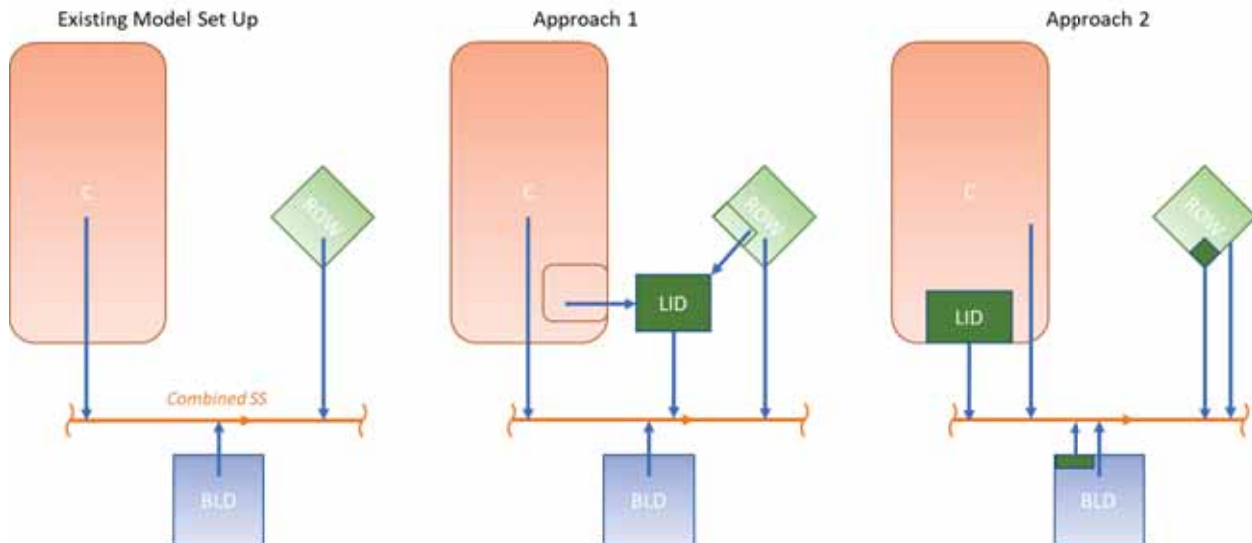 Existing Model Set Up
C
ROW
Combined SS
BLD
Approach 1
C
ROW
LID
BLD
Approach 2
C
ROW
LID
BLD